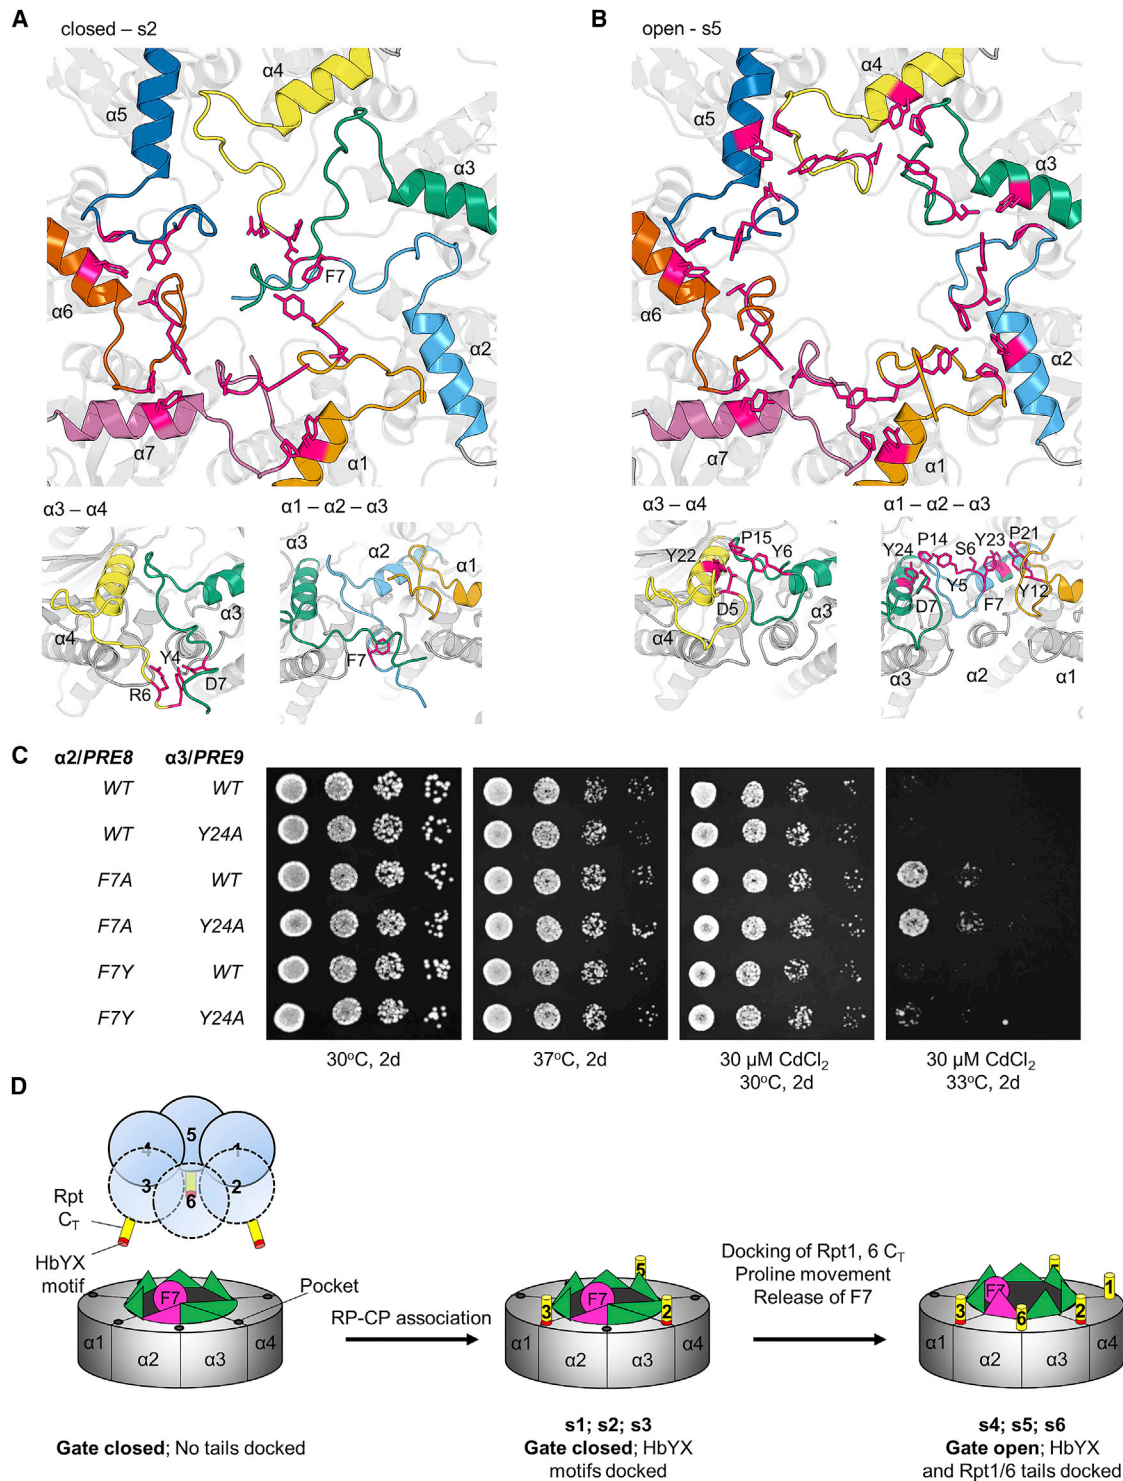 A
closed – s2
α4
α5
α3
F7
α6
α2
α7
α1
α3 – α4
α1 – α2 – α3
α3
α4
Y4
R6
D7
α3
α2
α1
F7
B
open - s5
α4
α5
α3
α6
α2
α7
α1
α3 – α4
α1 – α2 – α3
P15
Y6
Y22
D5
α3
α4
P21
Y23
S6
P14
Y24
Y5
Y12
D7
F7
α3
α2
α1
C
α2/PRE8 α3/PRE9
WT WT
WT Y24A
F7A WT
F7A Y24A
F7Y WT
F7Y Y24A
30°C, 2d
37°C, 2d
30 µM CdCl2
30°C, 2d
30 µM CdCl2
33°C, 2d
D
5
4 1
3 2
6
Rpt
CT
HbYX
motif
Pocket
F7
α1 α2 α3 α4
Gate closed; No tails docked
RP-CP association
5
3 F7 2
α1 α2 α3 α4
s1; s2; s3
Gate closed; HbYX
motifs docked
Docking of Rpt1, 6 CT
Proline movement
Release of F7
5
1
3 F7 6 2
α1 α2 α3 α4
s4; s5; s6
Gate open; HbYX
and Rpt1/6 tails docked